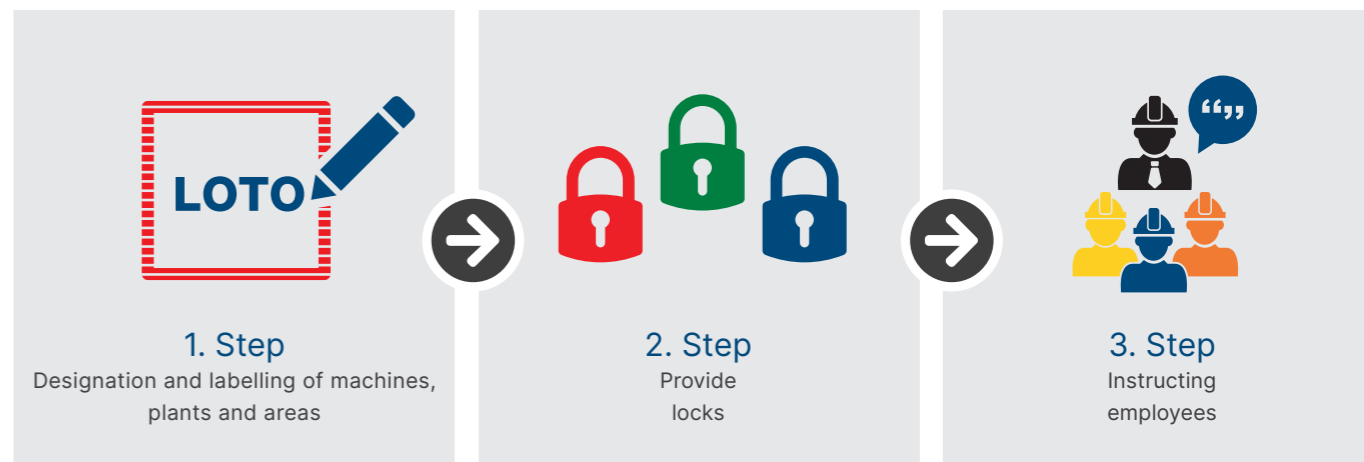 LOTO
1. Step
Designation and labelling of machines,
plants and areas
2. Step
Provide
locks
“„
3. Step
Instructing
employees